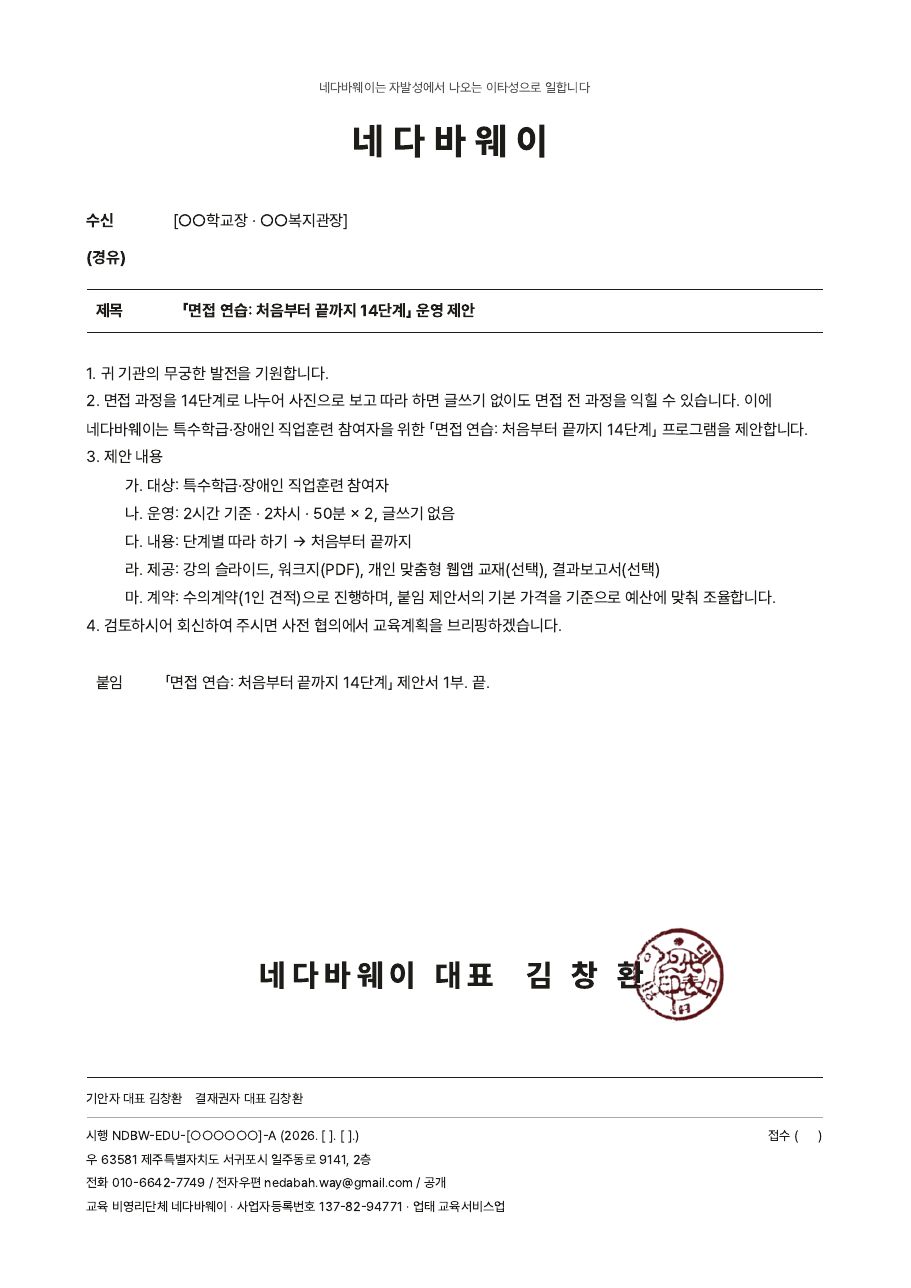 네다바웨이는 자발성에서 나오는 이타성으로 일합니다
네다바웨이
수신 [○○학교장 · ○○복지관장]
(경유)
제목 「면접 연습: 처음부터 끝까지 14단계」 운영 제안
1. 귀 기관의 무궁한 발전을 기원합니다.
2. 면접 과정을 14단계로 나누어 사진으로 보고 따라 하면 글쓰기 없이도 면접 전 과정을 익힐 수 있습니다. 이에
네다바웨이는 특수학급·장애인 직업훈련 참여자을 위한 「면접 연습: 처음부터 끝까지 14단계」 프로그램을 제안합니다.
3. 제안 내용
가. 대상: 특수학급·장애인 직업훈련 참여자
나. 운영: 2시간 기준 · 2차시 · 50분 × 2, 글쓰기 없음
다. 내용: 단계별 따라 하기 → 처음부터 끝까지
라. 제공: 강의 슬라이드, 워크지(PDF), 개인 맞춤형 웹앱 교재(선택), 결과보고서(선택)
마. 계약: 수의계약(1인 견적)으로 진행하며, 붙임 제안서의 기본 가격을 기준으로 예산에 맞춰 조율합니다.
4. 검토하시어 회신하여 주시면 사전 협의에서 교육계획을 브리핑하겠습니다.
붙임 「면접 연습: 처음부터 끝까지 14단계」 제안서 1부. 끝.
네다바웨이 대표 김 창 환
기안자 대표 김창환 결재권자 대표 김창환
시행 NDBW-EDU-[○○○○○○]-A (2026. [ ]. [ ].) 접수 ( )
우 63581 제주특별자치도 서귀포시 일주동로 9141, 2층
전화 010-6642-7749 / 전자우편 nedabah.way@gmail.com / 공개
교육 비영리단체 네다바웨이 · 사업자등록번호 137-82-94771 · 업태 교육서비스업